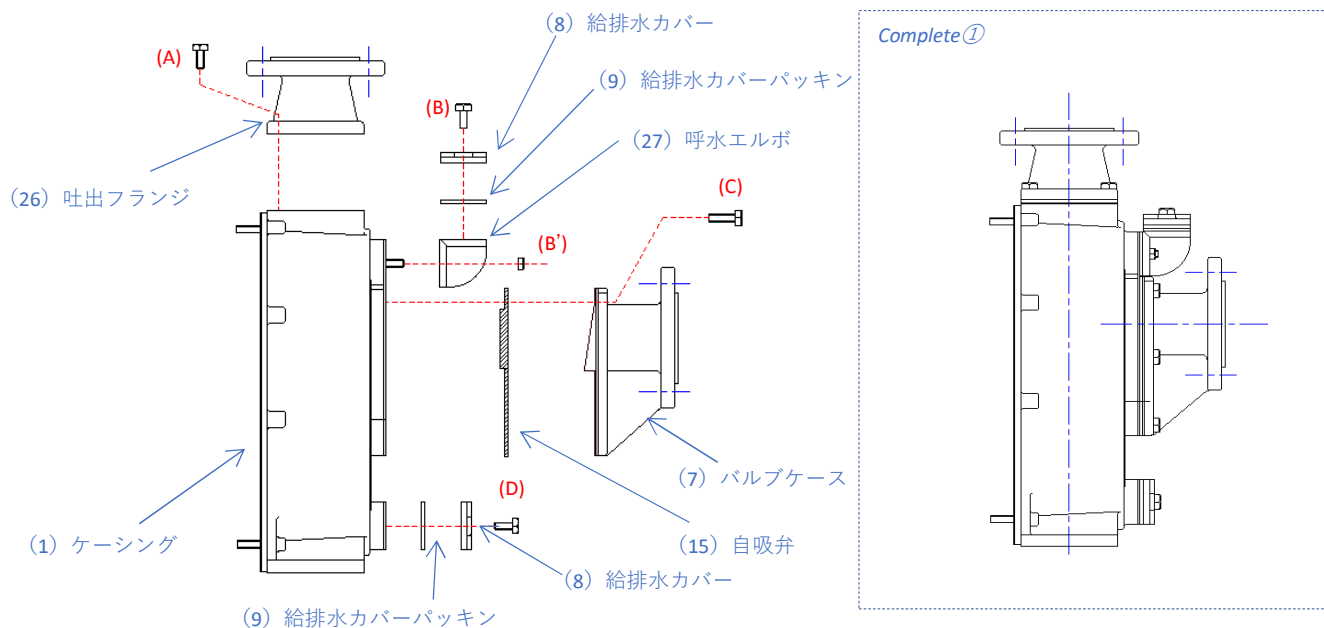 (8) 給排水カバー
Complete①
(A)
(9) 給排水カバーパッキン
(B)
(27) 呼水エルボ
(26) 吐出フランジ
(C)
(B’)
(7) バルブケース
(D)
(1) ケーシング
(15) 自吸弁
(8) 給排水カバー
(9) 給排水カバーパッキン